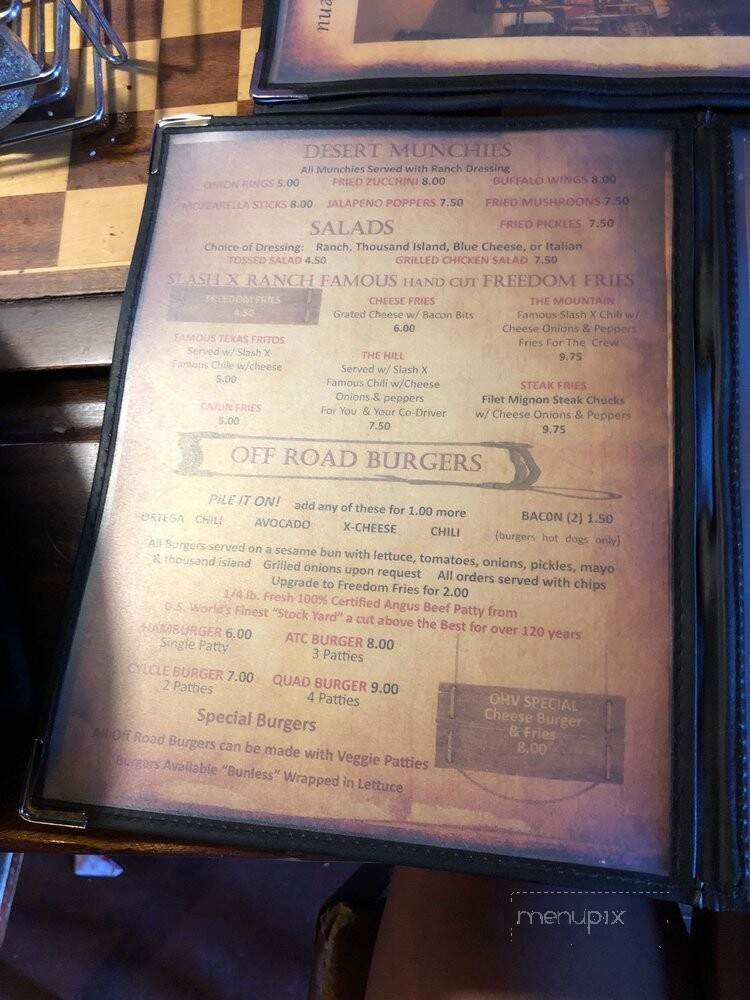 enu
DESERT MUNCHIES
All Munchies Served with Ranch Dressing
ONION RINGS 5.00 FRIED ZUCCHINI 8.00 BUFFALO WINGS 8.00
MOZZARELLA STICKS 8.00 JALAPENO POPPERS 7.50 FRIED MUSHROOMS 7.50
SALADS FRIED PICKLES 7.50
Choice of Dressing: Ranch, Thousand Island, Blue Cheese, or Italian
TOSSED SALAD 4.50 GRILLED CHICKEN SALAD 7.50
SLASH X RANCH FAMOUS HAND CUT FREEDOM FRIES
FREEDOM FRIES
4.50
CHEESE FRIES
Grated Cheese w/ Bacon Bits
6.00
THE MOUNTAIN
Famous Slash X Chili w/
Cheese Onions & Peppers
Fries For The Crew
9.75
FAMOUS TEXAS FRITOS
Served w/ Slash X
Famous Chile w/cheese
5.00
THE HILL
Served w/ Slash X
Famous Chili w/Cheese
Onions & peppers
For You & Your Co-Driver
7.50
STEAK FRIES
Filet Mignon Steak Chucks
w/ Cheese Onions & Peppers
9.75
CAJUN FRIES
5.00
OFF ROAD BURGERS
PILE IT ON! add any of these for 1.00 more
ORTEGA CHILI AVOCADO X-CHEESE CHILI
BACON (2) 1.50
(burgers hot dogs only)
All Burgers served on a sesame bun with lettuce, tomatoes, onions, pickles, mayo
& thousand island Grilled onions upon request All orders served with chips
Upgrade to Freedom Fries for 2.00
1/4 lb. Fresh 100% Certified Angus Beef Patty from
U.S. World's Finest "Stock Yard" a cut above the Best for over 120 years
HAMBURGER 6.00
Single Patty
ATC BURGER 8.00
3 Patties
CYLCLE BURGER 7.00
2 Patties
QUAD BURGER 9.00
4 Patties
OHV SPECIAL
Cheese Burger
& Fries
8.00
Special Burgers
All Off Road Burgers can be made with Veggie Patties
Burgers Available "Bunless" Wrapped in Lettuce
menupix